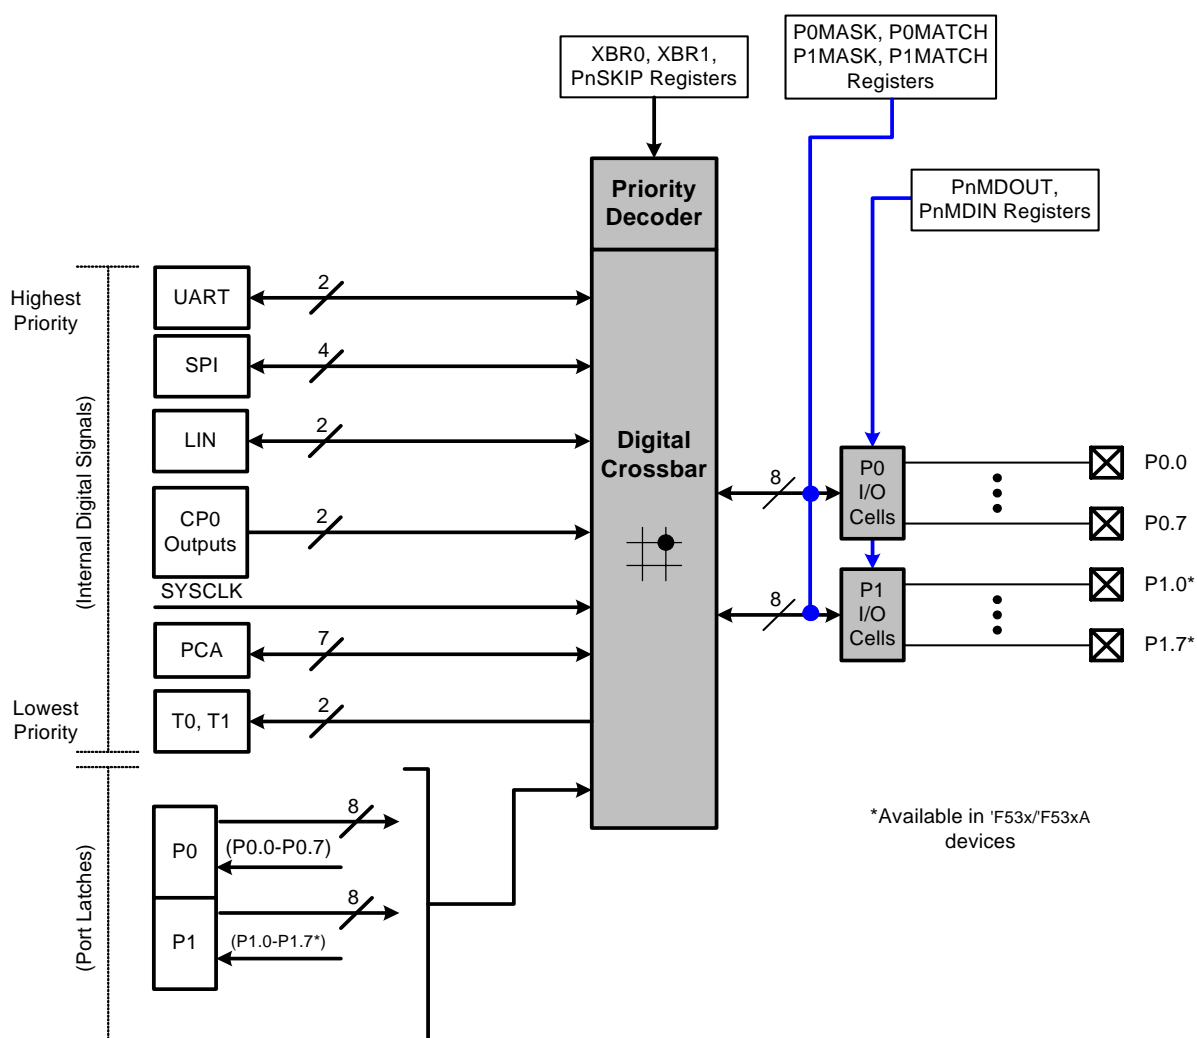 XBR0, XBR1,
PnSKIP Registers
P0MASK, P0MATCH
P1MASK, P1MATCH
Registers
Priority
Decoder
PnMDOUT,
PnMDIN Registers
Highest
Priority
UART
2
SPI
4
(Internal Digital Signals)
LIN
2
Digital
Crossbar
CP0
Outputs
2
SYSCLK
PCA
7
Lowest
Priority
T0, T1
2
8
P0
I/O
Cells
P0.0
P0.7
8
P1
I/O
Cells
P1.0*
P1.7*
(Port Latches)
P0
8
(P0.0-P0.7)
P1
8
(P1.0-P1.7*)
*Available in 'F53x/'F53xA
devices